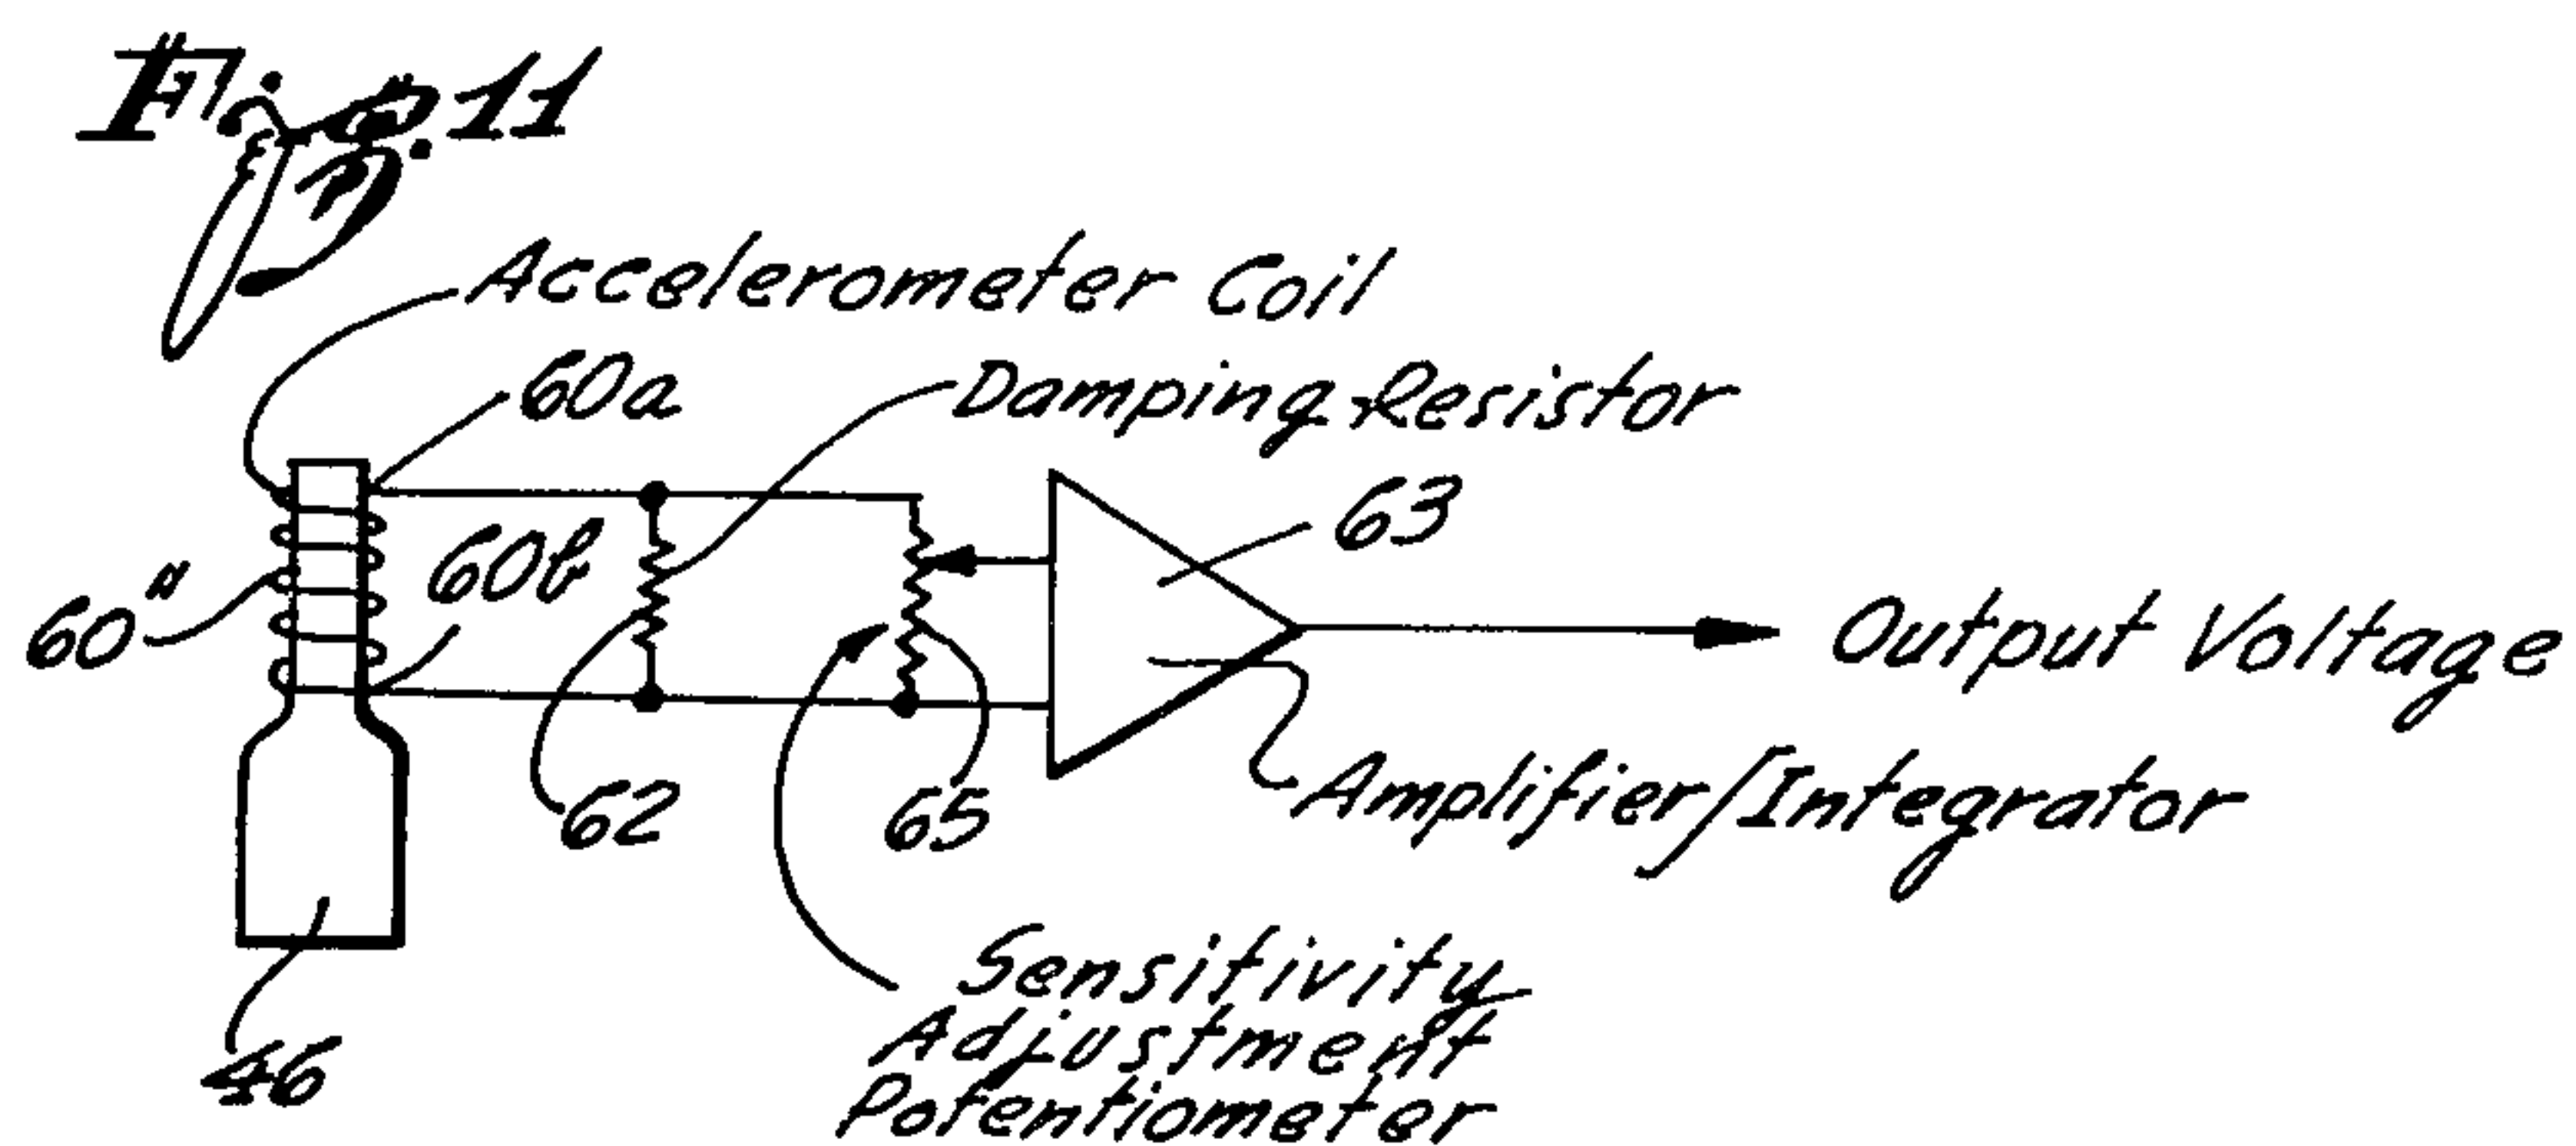 Fig. 11
Accelerometer Coil
60a
Damping Resistor
63
60b
60"
Output Voltage
62
65
Amplifier/Integrator
Sensitivity
Adjustment
Potentiometer
46